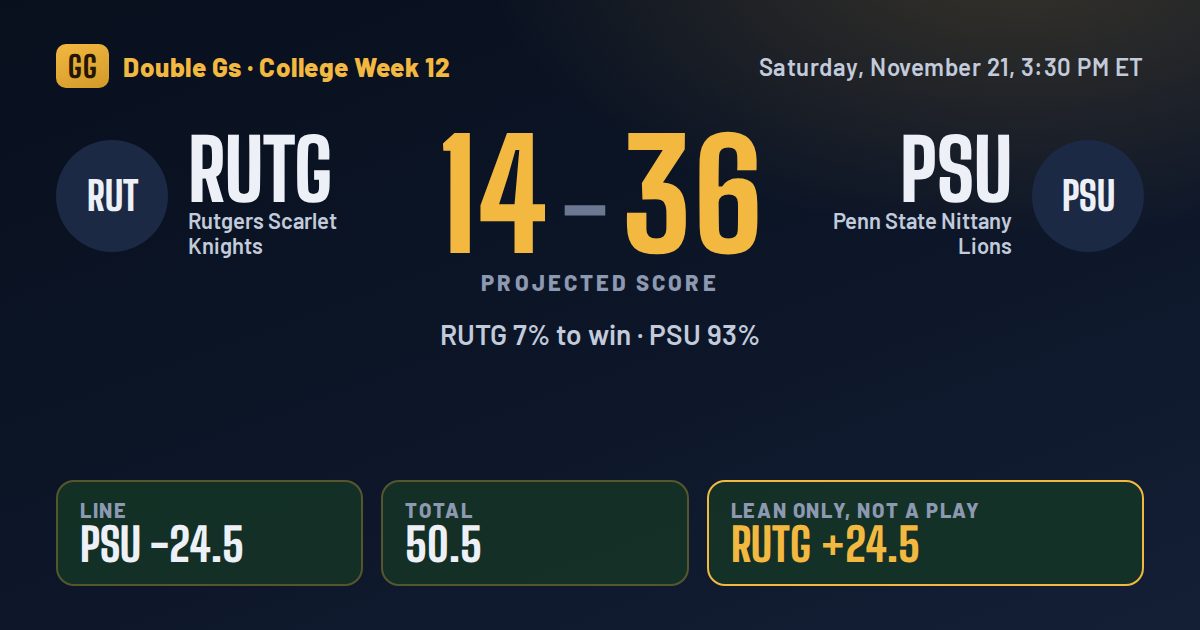 GG
Double Gs · College Week 12
Saturday, November 21, 3:30 PM ET
RUT
RUTG
Rutgers Scarlet
Knights
14 – 36
PROJECTED SCORE
RUTG 7% to win · PSU 93%
PSU
Penn State Nittany
Lions
PSU
LINE
PSU −24.5
TOTAL
50.5
LEAN ONLY, NOT A PLAY
RUTG +24.5